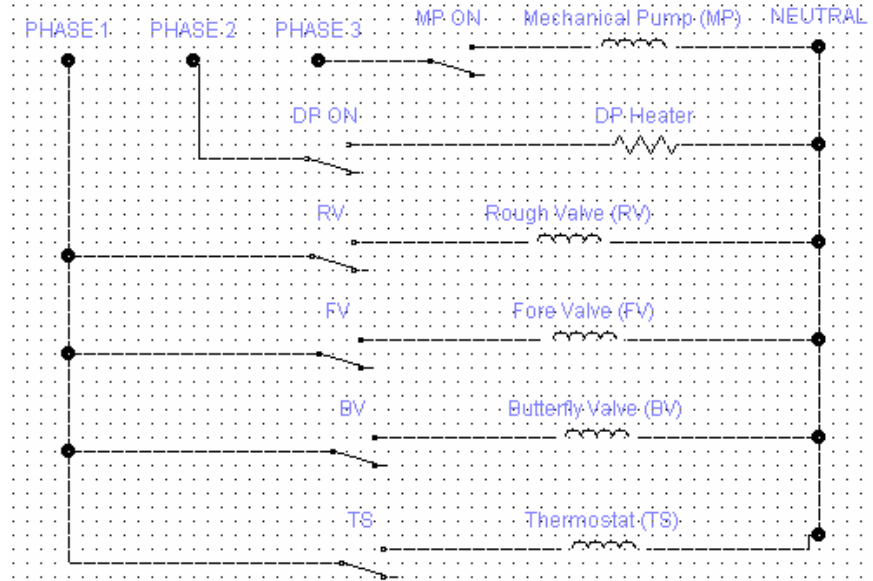 PHASE 1 PHASE 2 PHASE 3 MP ON Mechanical Pump (MP) NEUTRAL
DP ON DP Heater
RV Rough Valve (RV)
FV Fore Valve (FV)
BV Butterfly Valve (BV)
TS Thermostat (TS)